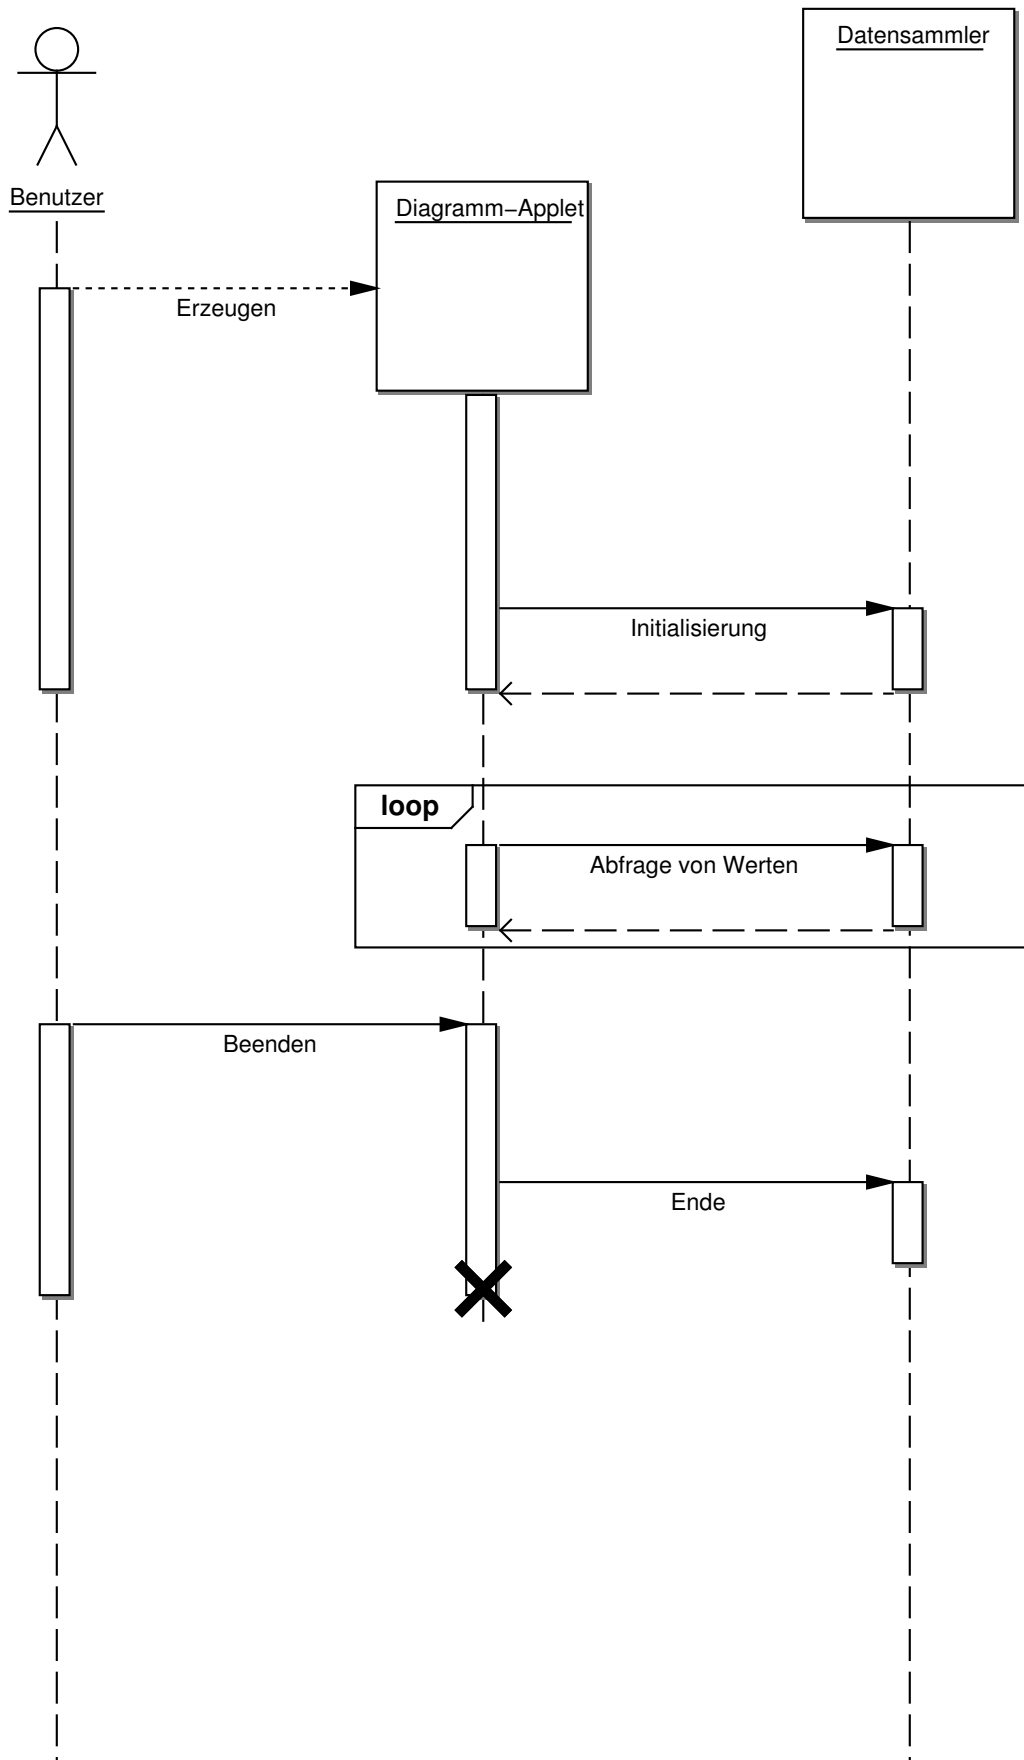 Datensammler
Benutzer
Diagramm−Applet
Erzeugen
Initialisierung
loop
Abfrage von Werten
Beenden
Ende